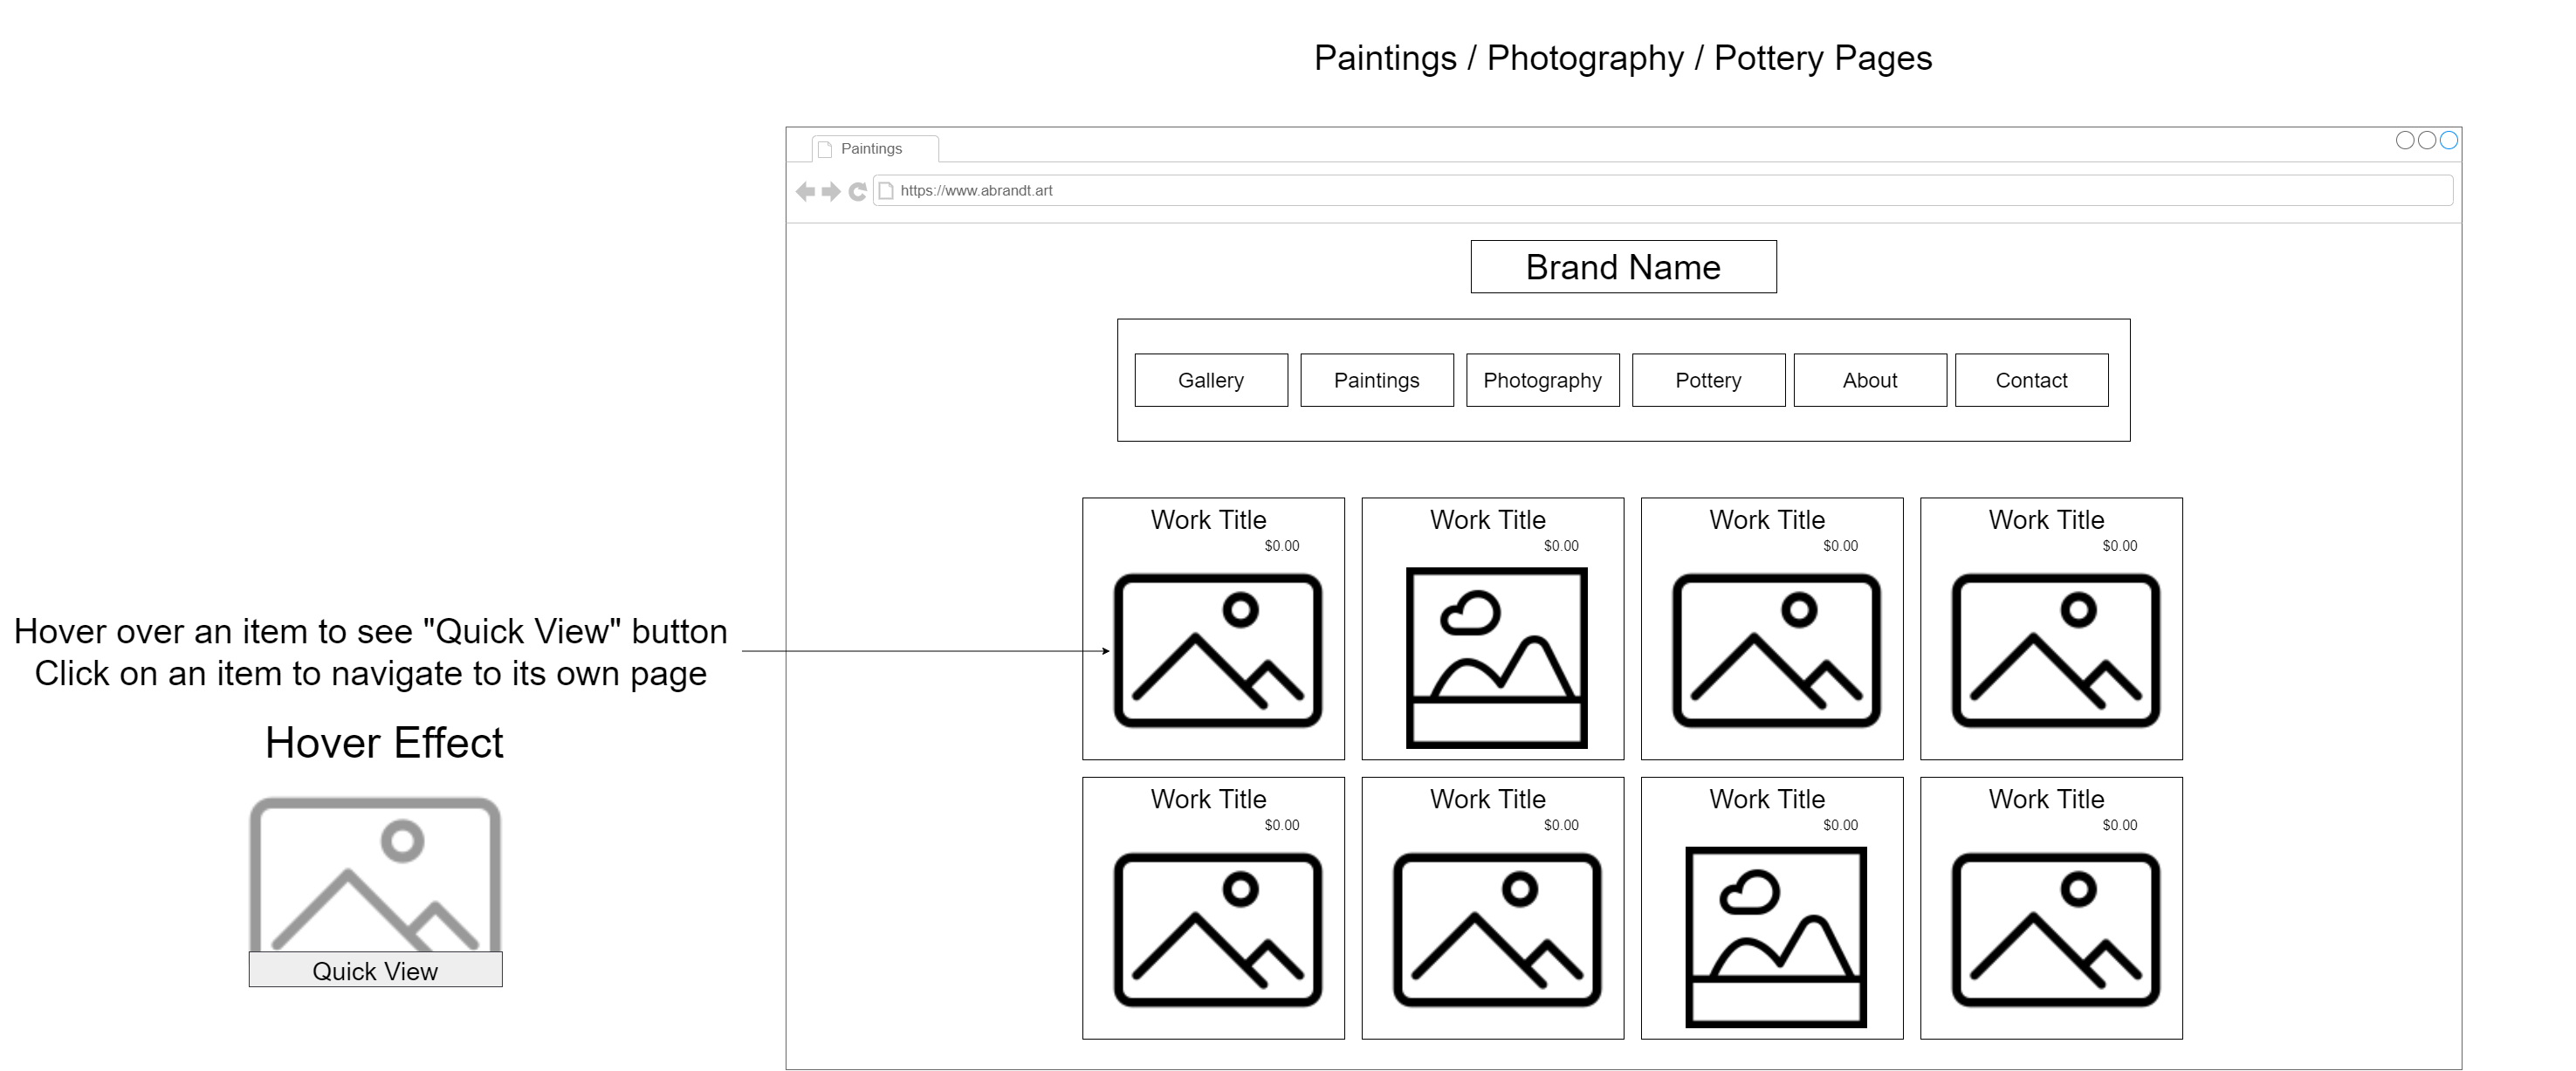 Paintings / Photography / Pottery Pages
Paintings
https://www.abrandt.art
Brand Name
Gallery
Paintings
Photography
Pottery
About
Contact
Work Title
$0.00
Work Title
$0.00
Work Title
$0.00
Work Title
$0.00
Hover over an item to see "Quick View" button
Click on an item to navigate to its own page
Hover Effect
Quick View
Work Title
$0.00
Work Title
$0.00
Work Title
$0.00
Work Title
$0.00